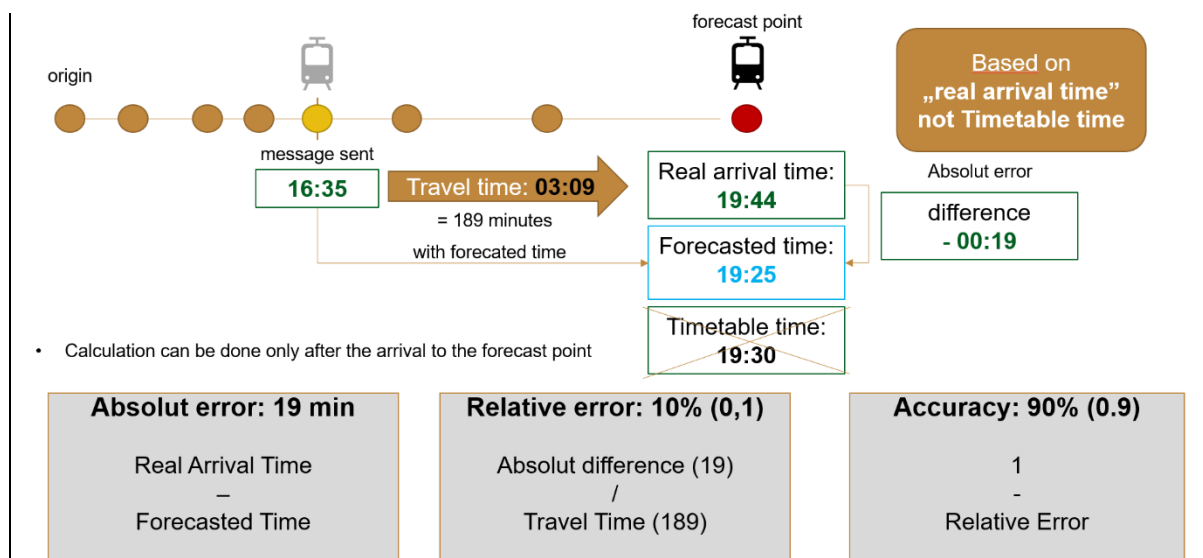 forecast point
origin
Based on
„real arrival time”
not Timetable time
message sent
16:35
Travel time: 03:09
= 189 minutes
with forecated time
Real arrival time:
19:44
Forecasted time:
19:25
Timetable time:
19:30
Absolut error
difference
- 00:19
• Calculation can be done only after the arrival to the forecast point
Absolut error: 19 min
Real Arrival Time
–
Forecasted Time
Relative error: 10% (0,1)
Absolut difference (19)
/
Travel Time (189)
Accuracy: 90% (0.9)
1
-
Relative Error